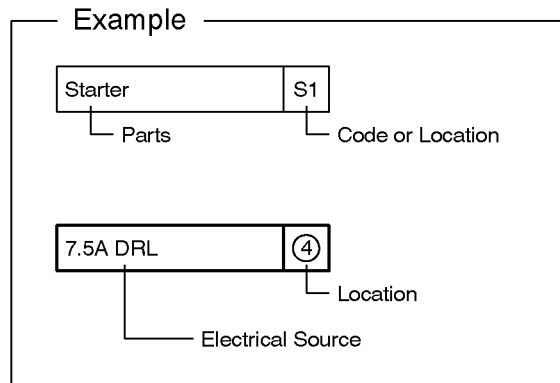 Example
Starter S1
Parts Code or Location
7.5A DRL ④
Location
Electrical Source